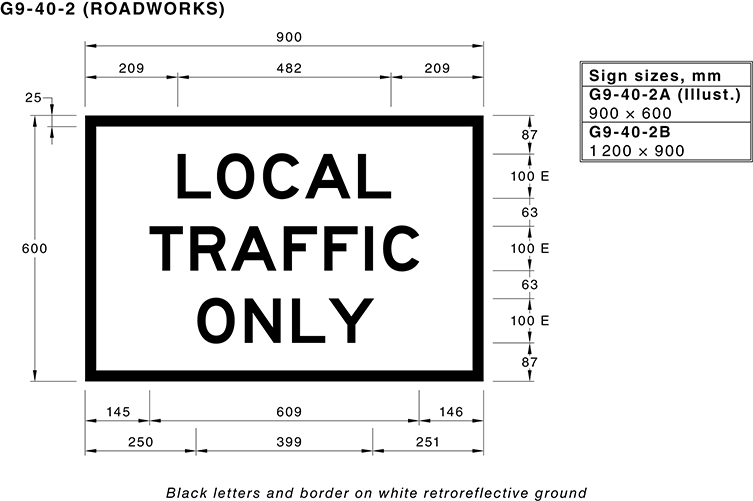 G9-40-2 (ROADWORKS)
900
209 482 209
25
600
LOCAL
TRAFFIC
ONLY
87
100 E
63
100 E
63
100 E
87
145 609 146
250 399 251
Sign sizes, mm
G9-40-2A (Illust.)
900 × 600
G9-40-2B
1 200 × 900
Black letters and border on white retroreflective ground